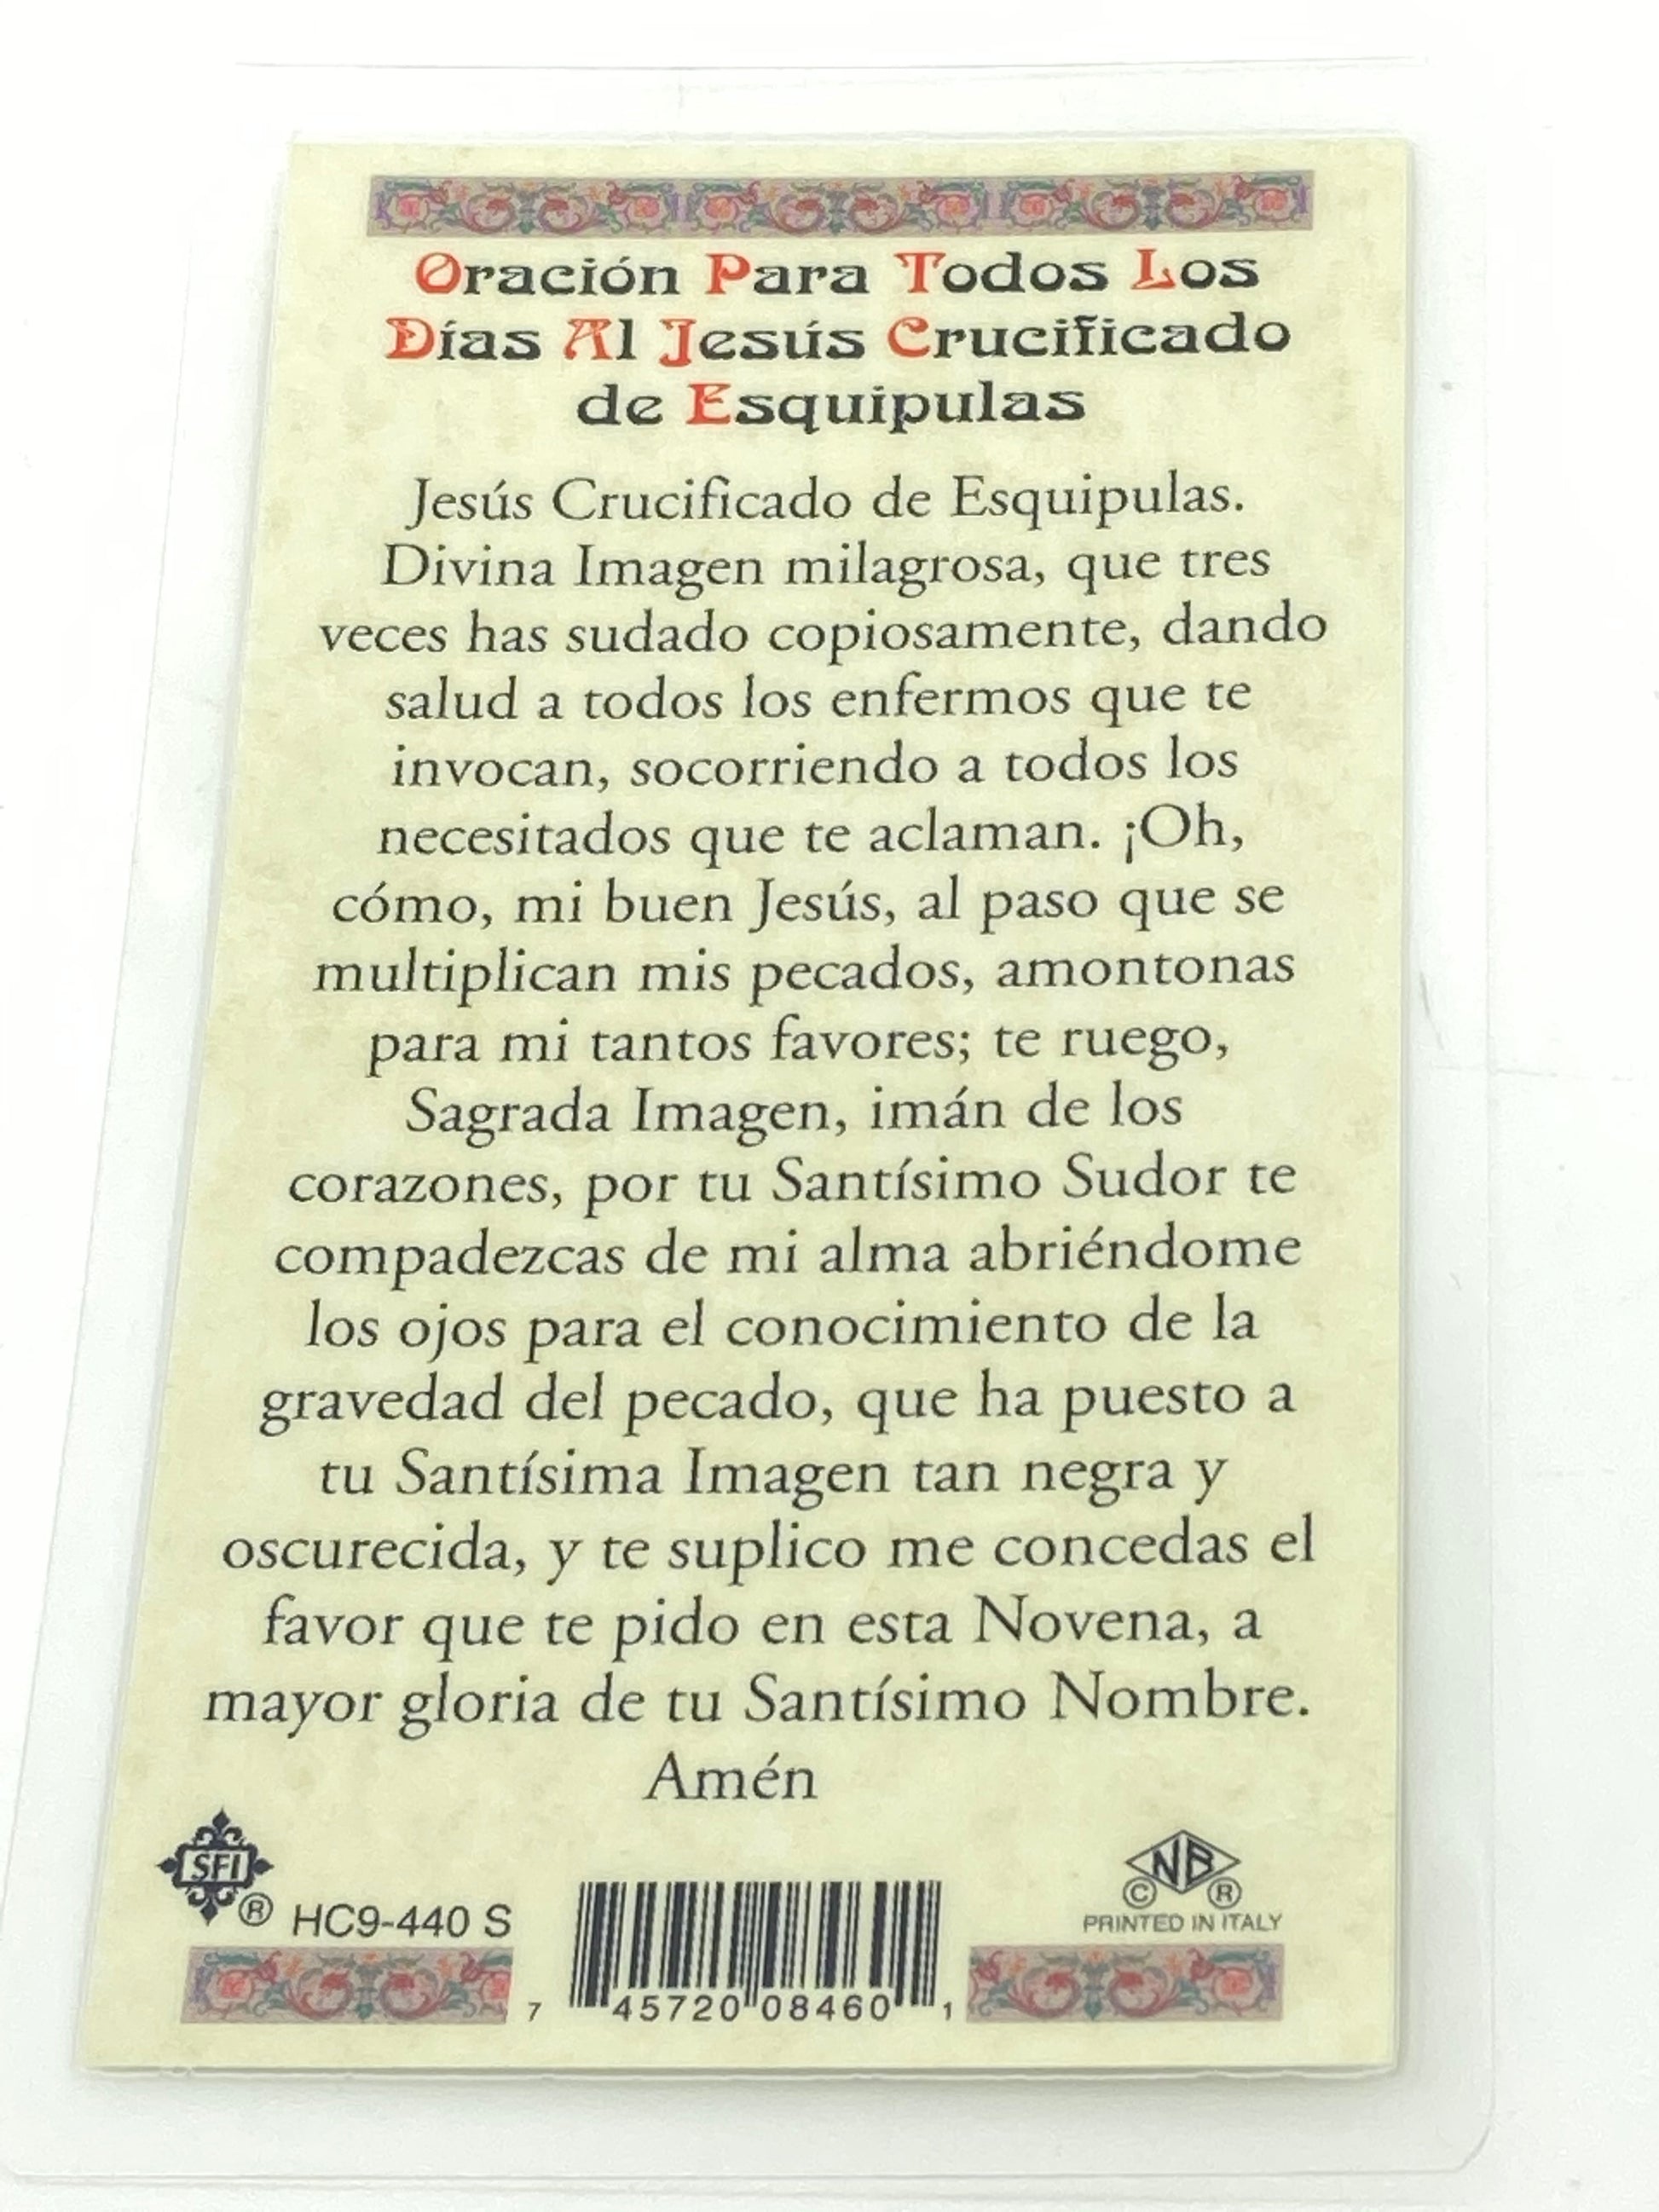 Oración Para Todos Los
Días Al Jesús Crucificado
de Esquipulas
Jesús Crucificado de Esquipulas.
Divina Imagen milagrosa, que tres
veces has sudado copiosamente, dando
salud a todos los enfermos que te
invocan, socorriendo a todos los
necesitados que te aclaman. ¡Oh,
cómo, mi buen Jesús, al paso que se
multiplican mis pecados, amontonas
para mi tantos favores; te ruego,
Sagrada Imagen, imán de los
corazones, por tu Santísimo Sudor te
compadezcas de mi alma abriéndome
los ojos para el conocimiento de la
gravedad del pecado, que ha puesto a
tu Santísima Imagen tan negra y
oscurecida, y te suplico me concedas el
favor que te pido en esta Novena, a
mayor gloria de tu Santísimo Nombre.
Amén
SFI ® HC9-440 S
NB
© ®
PRINTED IN ITALY
7 45720 08460 1